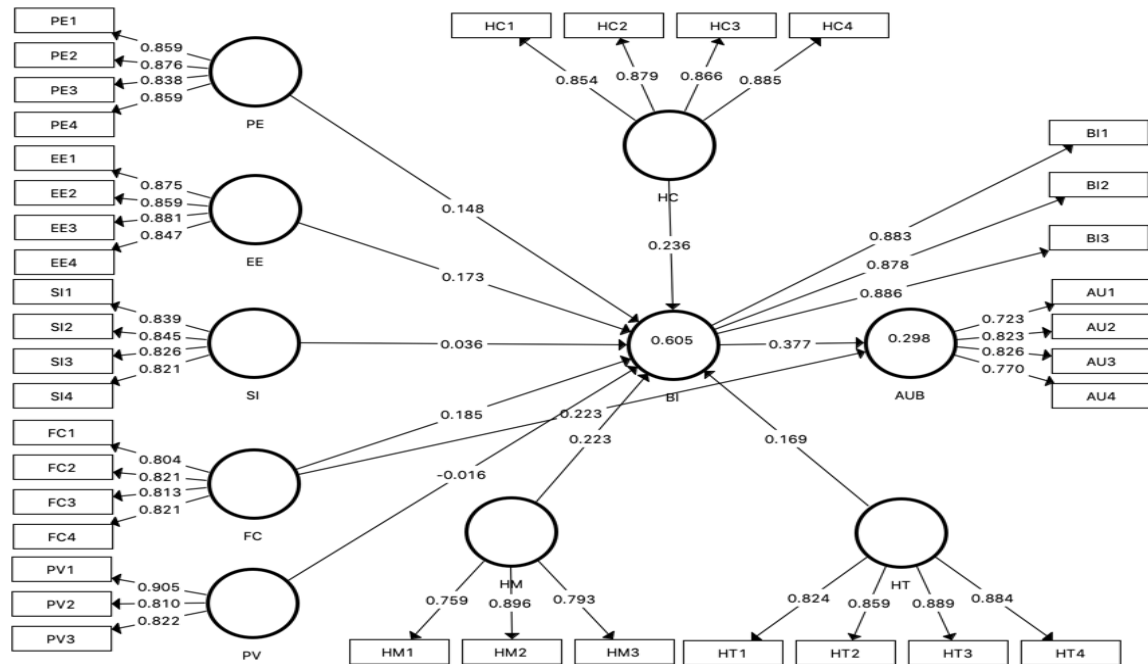 PE1
PE2
PE3
PE4
0.859
0.876
0.838
0.859
PE
HC1
HC2
HC3
HC4
0.854
0.879
0.866
0.885
HC
EE1
EE2
EE3
EE4
0.875
0.859
0.881
0.847
EE
SI1
SI2
SI3
SI4
0.839
0.845
0.826
0.821
SI
FC1
FC2
FC3
FC4
0.804
0.821
0.813
0.821
FC
PV1
PV2
PV3
0.905
0.810
0.822
PV
0.148
0.173
0.236
0.036
0.185
0.223
-0.016
0.223
0.169
0.605
BI
0.377
0.883
0.878
0.886
BI1
BI2
BI3
0.298
AUB
0.723
0.823
0.826
0.770
AU1
AU2
AU3
AU4
HM
0.759
0.896
0.793
HM1
HM2
HM3
HT
0.824
0.859
0.889
0.884
HT1
HT2
HT3
HT4